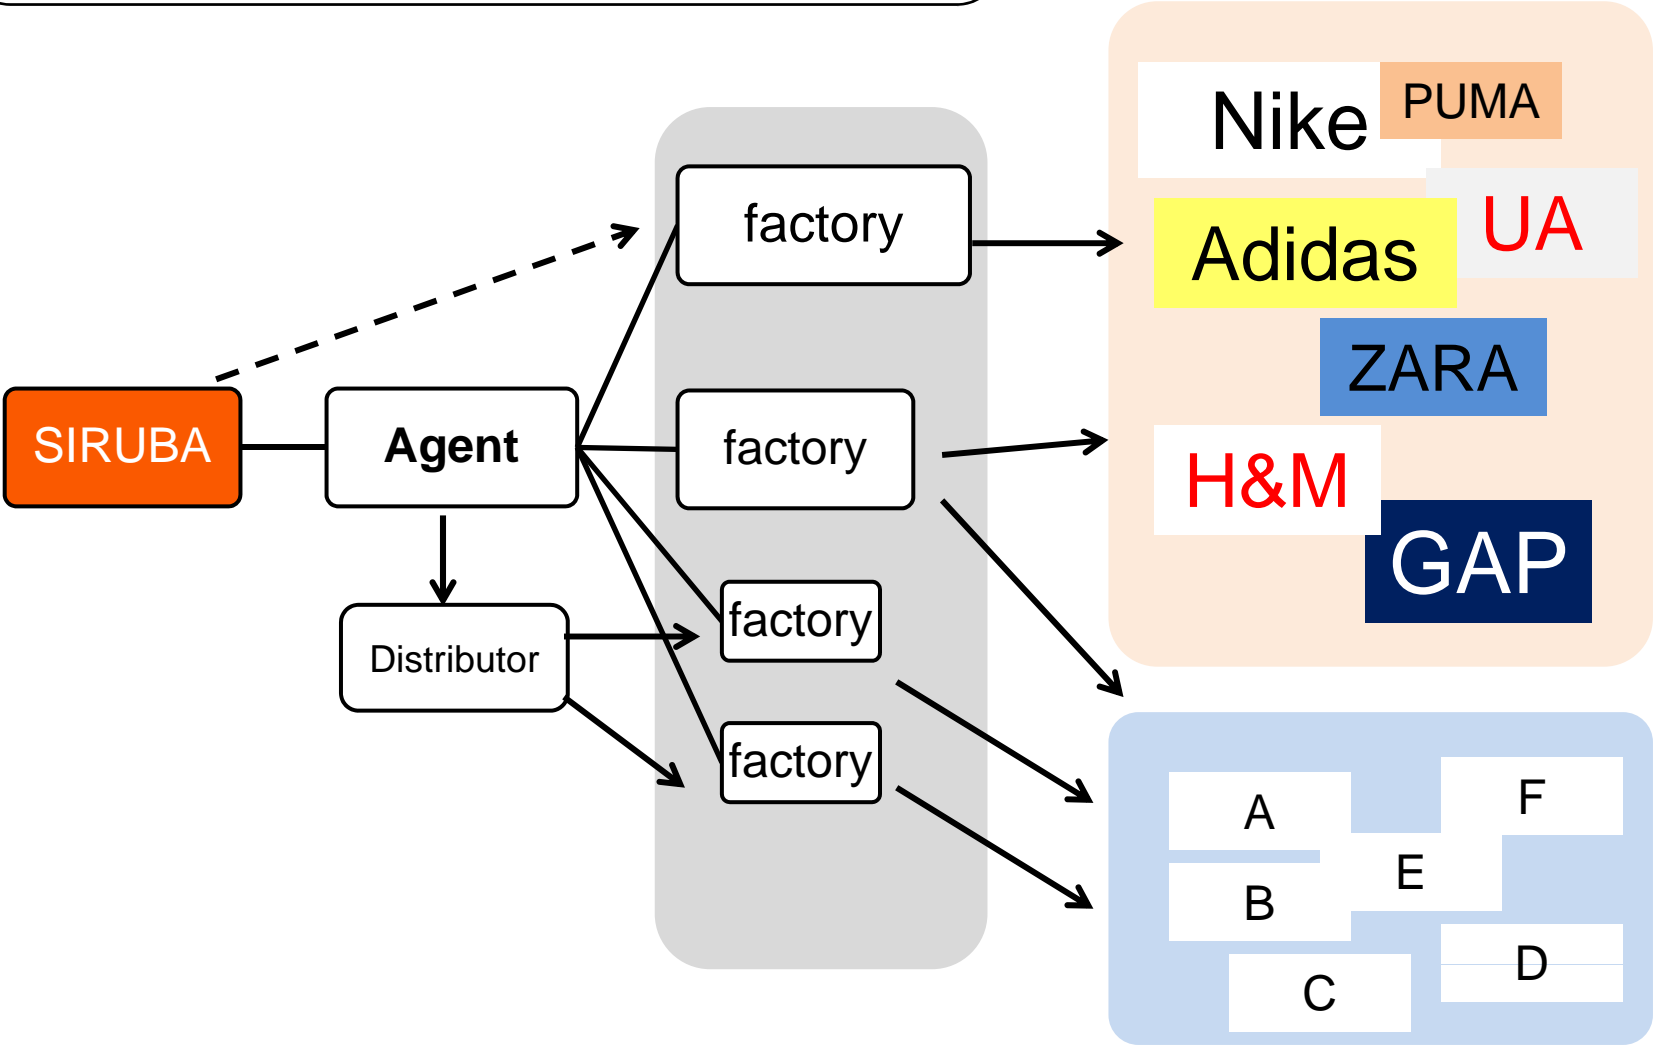 Nike
PUMA
factory
UA
Adidas
ZARA
SIRUBA
Agent
factory
H&M
GAP
factory
Distributor
factory
A
F
E
B
D
C